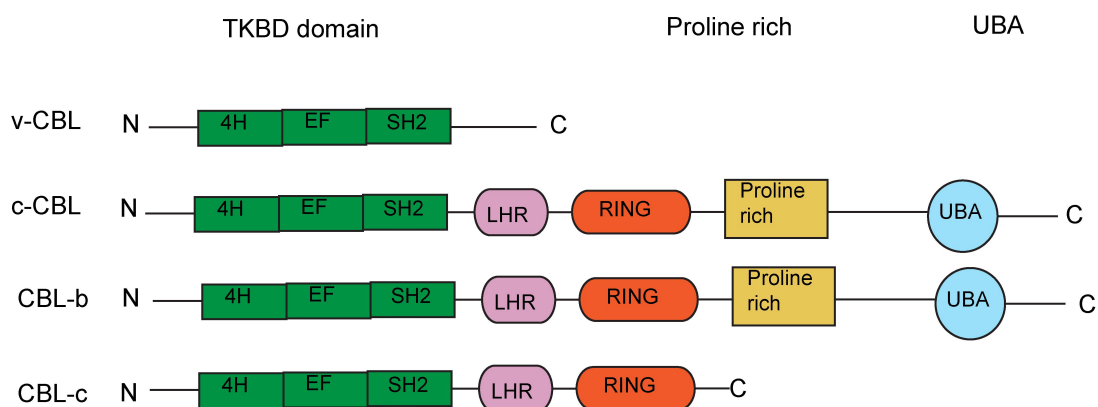 TKBD domain Proline rich UBA
v-CBL N 4H EF SH2 C
c-CBL N 4H EF SH2 LHR RING Proline rich UBA C
CBL-b N 4H EF SH2 LHR RING Proline rich UBA C
CBL-c N 4H EF SH2 LHR RING C